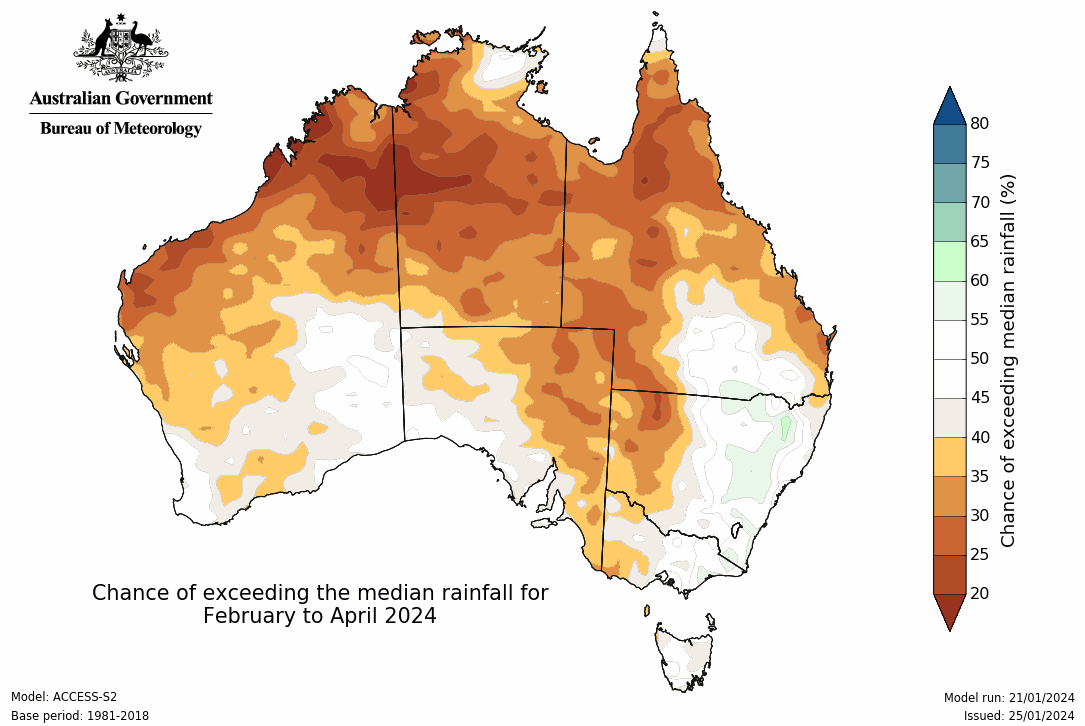 Australian Government
Bureau of Meteorology
80
75
70
65
60
55
50
45
40
35
30
25
20
Chance of exceeding median rainfall (%)
Chance of exceeding the median rainfall for
February to April 2024
Model: ACCESS-S2
Base period: 1981-2018
Model run: 21/01/2024
Issued: 25/01/2024